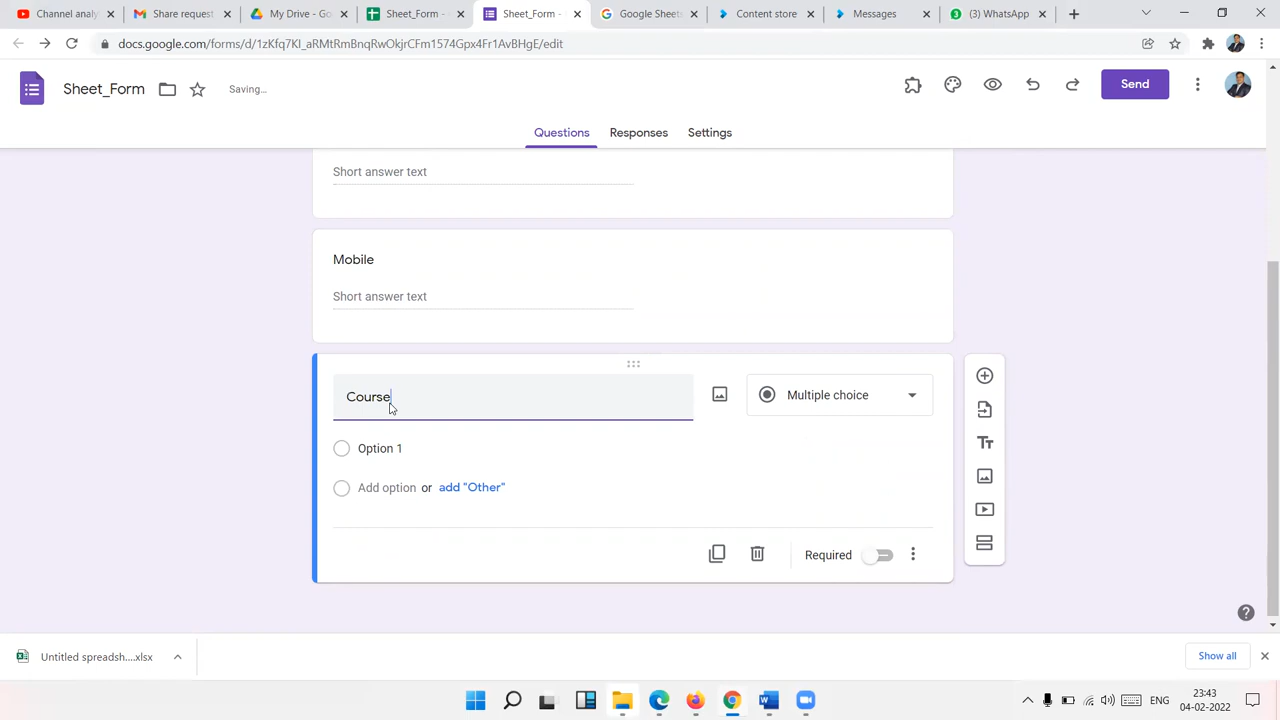 Channel analy
Share request
My Drive - Go
Sheet_Form -
Sheet_Form -
Google Sheets
Content store
Messages
(3) WhatsApp
docs.google.com/forms/d/1zKfq7KI_aRMtRmBnqRwOkjrCFm1574Gpx4Fr1AvBHgE/edit
Sheet_Form
Saving...
Send
Questions
Responses
Settings
Short answer text
Mobile
Short answer text
Course
Multiple choice
Option 1
Add option or add "Other"
Required
Untitled spreadsh....xlsx
Show all
ENG
23:43
04-02-2022